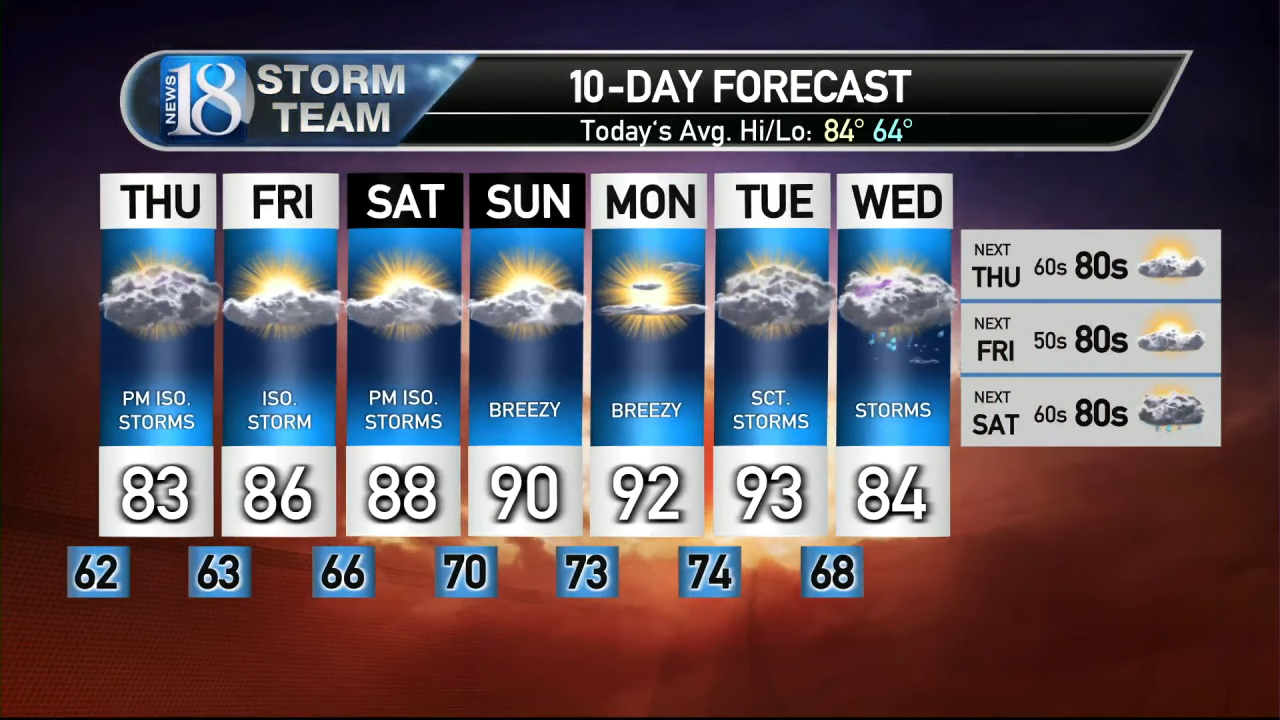 NEWS 18
STORM
TEAM
10-DAY FORECAST
Today's Avg. Hi/Lo: 84° 64°
THU FRI SAT SUN MON TUE WED
PM ISO.
STORMS
ISO.
STORM
PM ISO.
STORMS
BREEZY
BREEZY
SCT.
STORMS
STORMS
83 86 88 90 92 93 84
62 63 66 70 73 74 68
NEXT
THU 60s 80s
NEXT
FRI 50s 80s
NEXT
SAT 60s 80s